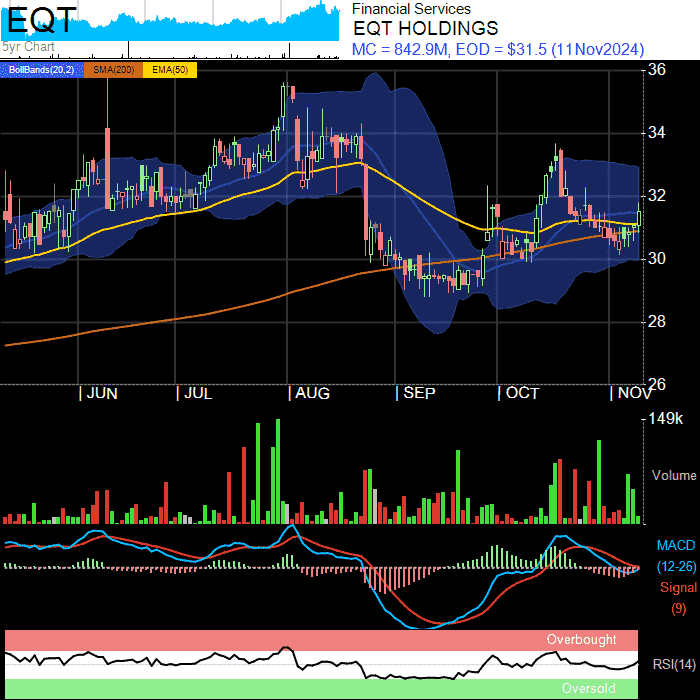 EQT
5yr Chart
Financial Services
EQT HOLDINGS
MC = 842.9M, EOD = $31.5 (11Nov2024)
BollBands(20,2) SMA(200) EMA(50)
36
34
32
30
28
26
JUN JUL AUG SEP OCT NOV
149k
Volume
MACD
(12-26)
Signal
(9)
Overbought
RSI(14)
Oversold